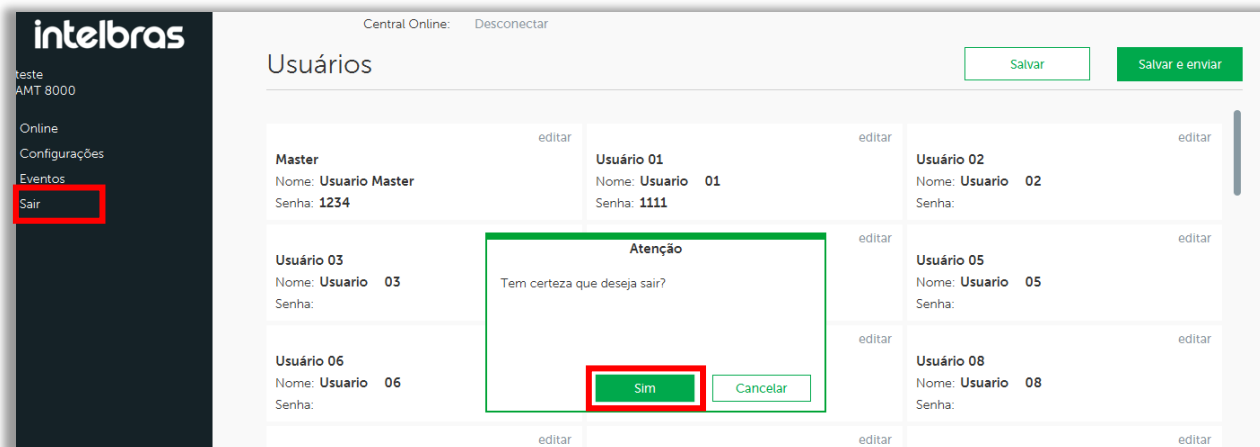 intelbras
teste
AMT 8000
Online
Configurações
Eventos
Sair
Central Online: Desconectar
Usuários
Salvar
Salvar e enviar
editar
Master
Nome: Usuario Master
Senha: 1234
editar
Usuário 01
Nome: Usuario 01
Senha: 1111
editar
Usuário 02
Nome: Usuario 02
Senha:
Usuário 03
Nome: Usuario 03
Senha:
editar
editar
Usuário 05
Nome: Usuario 05
Senha:
Atenção
Tem certeza que deseja sair?
Sim
Cancelar
Usuário 06
Nome: Usuario 06
Senha:
editar
editar
Usuário 08
Nome: Usuario 08
Senha:
editar
editar
editar